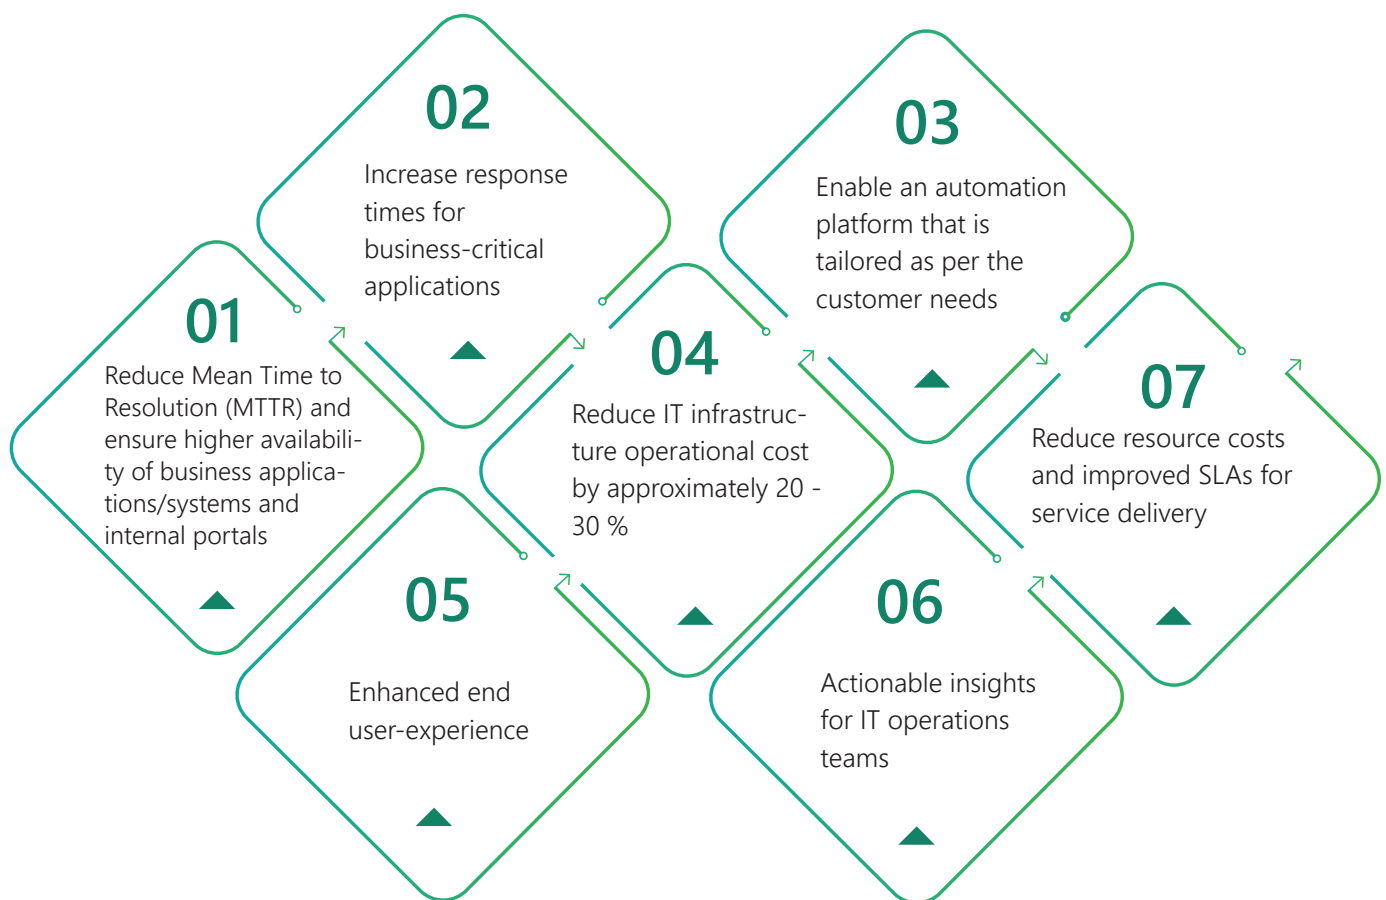 01
Reduce Mean Time to
Resolution (MTTR) and
ensure higher availabili-
ty of business applica-
tions/systems and
internal portals
02
Increase response
times for
business-critical
applications
03
Enable an automation
platform that is
tailored as per the
customer needs
04
Reduce IT infrastruc-
ture operational cost
by approximately 20 -
30 %
05
Enhanced end
user-experience
06
Actionable insights
for IT operations
teams
07
Reduce resource costs
and improved SLAs for
service delivery